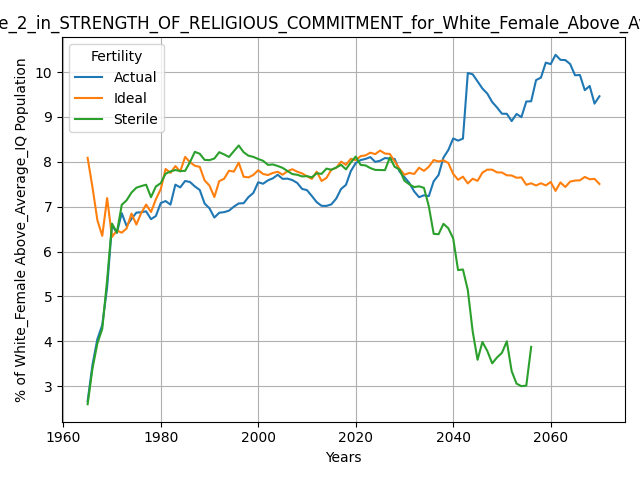 e_2_in_STRENGTH_OF_RELIGIOUS_COMMITMENT_for_White_Female_Above_Av
Fertility
Actual
Ideal
Sterile
% of White_Female Above_Average_IQ Population
10
9
8
7
6
5
4
3
1960
1980
2000
2020
2040
2060
Years